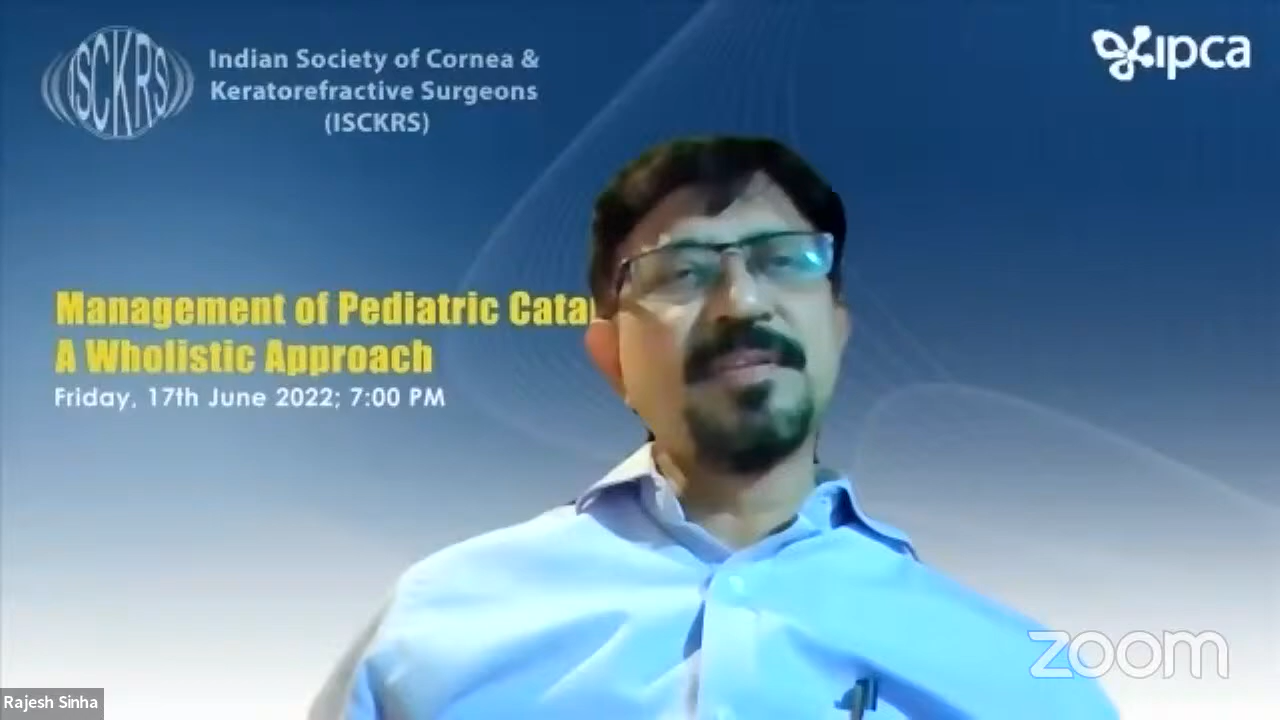 ISCKRS
Indian Society of Cornea &
Keratorefractive Surgeons
(ISCKRS)
ipca
Management of Pediatric Cata
A Wholistic Approach
Friday, 17th June 2022; 7:00 PM
zoom
Rajesh Sinha